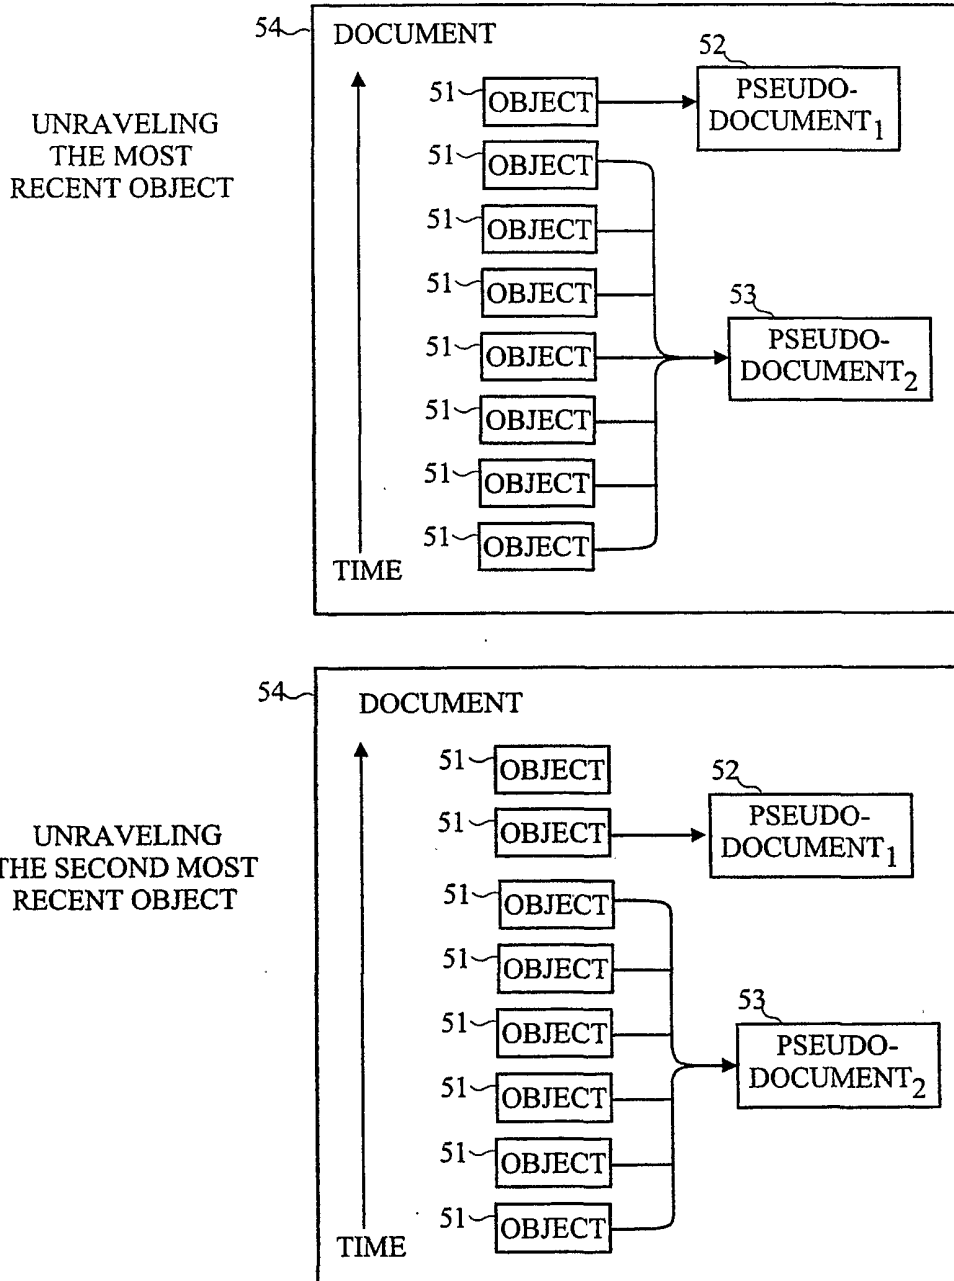 54 DOCUMENT
UNRAVELING
THE MOST
RECENT OBJECT
51 OBJECT
52
PSEUDO-
DOCUMENT1
51 OBJECT
51 OBJECT
51 OBJECT
51 OBJECT
53
PSEUDO-
DOCUMENT2
51 OBJECT
51 OBJECT
51 OBJECT
TIME
54 DOCUMENT
UNRAVELING
THE SECOND MOST
RECENT OBJECT
51 OBJECT
51 OBJECT
52
PSEUDO-
DOCUMENT1
51 OBJECT
51 OBJECT
51 OBJECT
53
PSEUDO-
DOCUMENT2
51 OBJECT
51 OBJECT
51 OBJECT
TIME